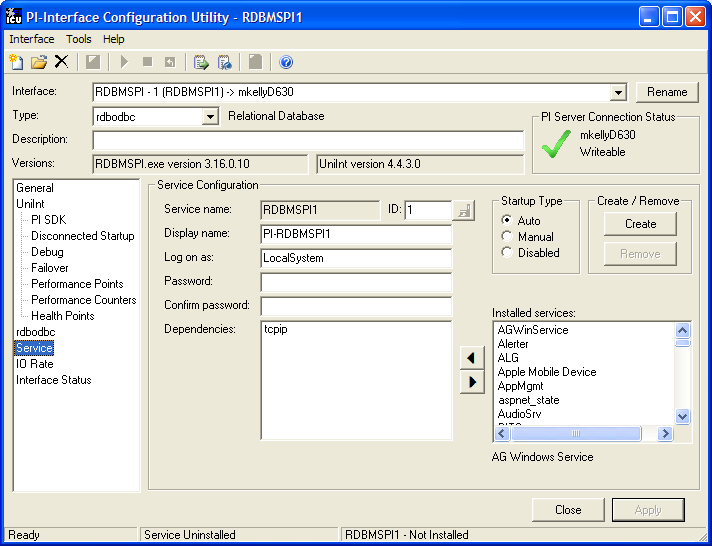 PI-Interface Configuration Utility - RDBMSPI1
Interface Tools Help
Interface: RDBMSPI - 1 (RDBMSPI1) -> mkellyD630 Rename
Type: rdbodbc Relational Database
PI Server Connection Status
mkellyD630
Writeable
Description:
Versions: RDBMSPI.exe version 3.16.0.10 UniInt version 4.4.3.0
General
UniInt
PI SDK
Disconnected Startup
Debug
Failover
Performance Points
Performance Counters
Health Points
rdbodbc
Service
IO Rate
Interface Status
Service Configuration
Service name: RDBMSPI1 ID: 1
Display name: PI-RDBMSPI1
Log on as: LocalSystem
Password:
Confirm password:
Dependencies: tcpip
Startup Type
Auto
Manual
Disabled
Create / Remove
Create
Remove
Installed services:
AGWinService
Alerter
ALG
Apple Mobile Device
AppMgmt
aspnet_state
AudioSrv
BITS
AG Windows Service
Close Apply
Ready Service Uninstalled RDBMSPI1 - Not Installed